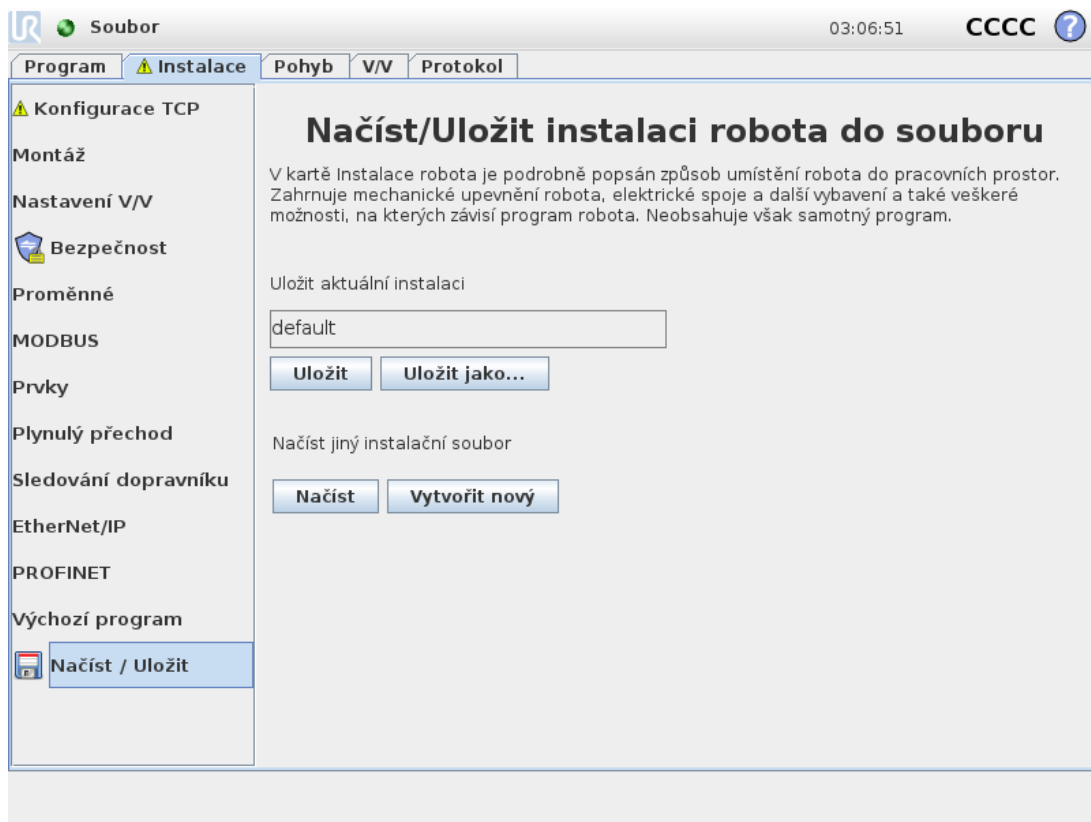 UR Soubor 03:06:51 CCCC ?
Program Instalace Pohyb V/V Protokol
Konfigurace TCP
Montáž
Nastavení V/V
Bezpečnost
Proměnné
MODBUS
Prvky
Plynulý přechod
Sledování dopravníku
EtherNet/IP
PROFINET
Výchozí program
Načíst / Uložit
Načíst/Uložit instalaci robota do souboru
V kartě Instalace robota je podrobně popsán způsob umístění robota do pracovních prostor.
Zahrnuje mechanické upevnění robota, elektrické spoje a další vybavení a také veškeré
možnosti, na kterých závisí program robota. Neobsahuje však samotný program.
Uložit aktuální instalaci
default
Uložit Uložit jako...
Načíst jiný instalační soubor
Načíst Vytvořit nový